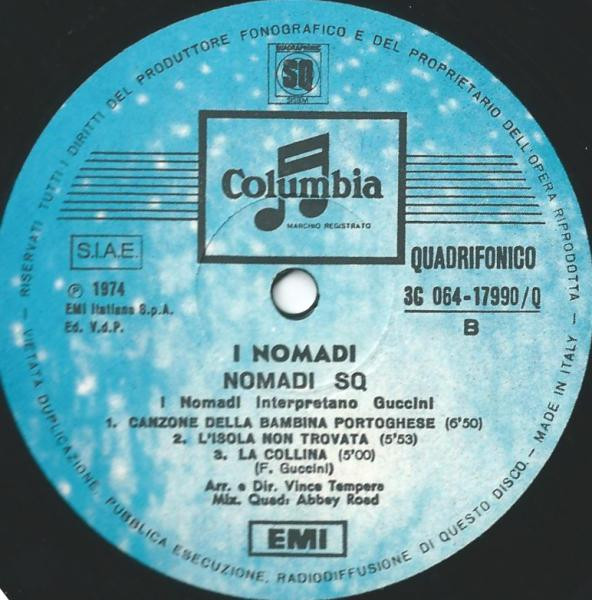 RISERVATI TUTTI I DIRITTI DEL PRODUTTORE FONOGRAFICO E DEL PROPRIETARIO DELL'OPERA RIPRODOTTA — MADE IN ITALY —
QUADRAPHONIC
SQ
Columbia
MARCHIO REGISTRATO
S.I.A.E.
QUADRIFONICO
℗ 1974
3C 064-17990/Q
EMI Italiana S.p.A.
Ed. V.d.P.
B
I NOMADI
NOMADI SQ
I Nomadi Interpretano Guccini
1. CANZONE DELLA BAMBINA PORTOGHESE (6'50)
2. L'ISOLA NON TROVATA (5'53)
3. LA COLLINA (5'00)
(F. Guccini)
Arr. e Dir. Vince Tempera
Mix. Quad: Abbey Road
EMI
— VIETATA DUPLICAZIONE, PUBBLICA ESECUZIONE, RADIODIFFUSIONE DI QUESTO DISCO. —